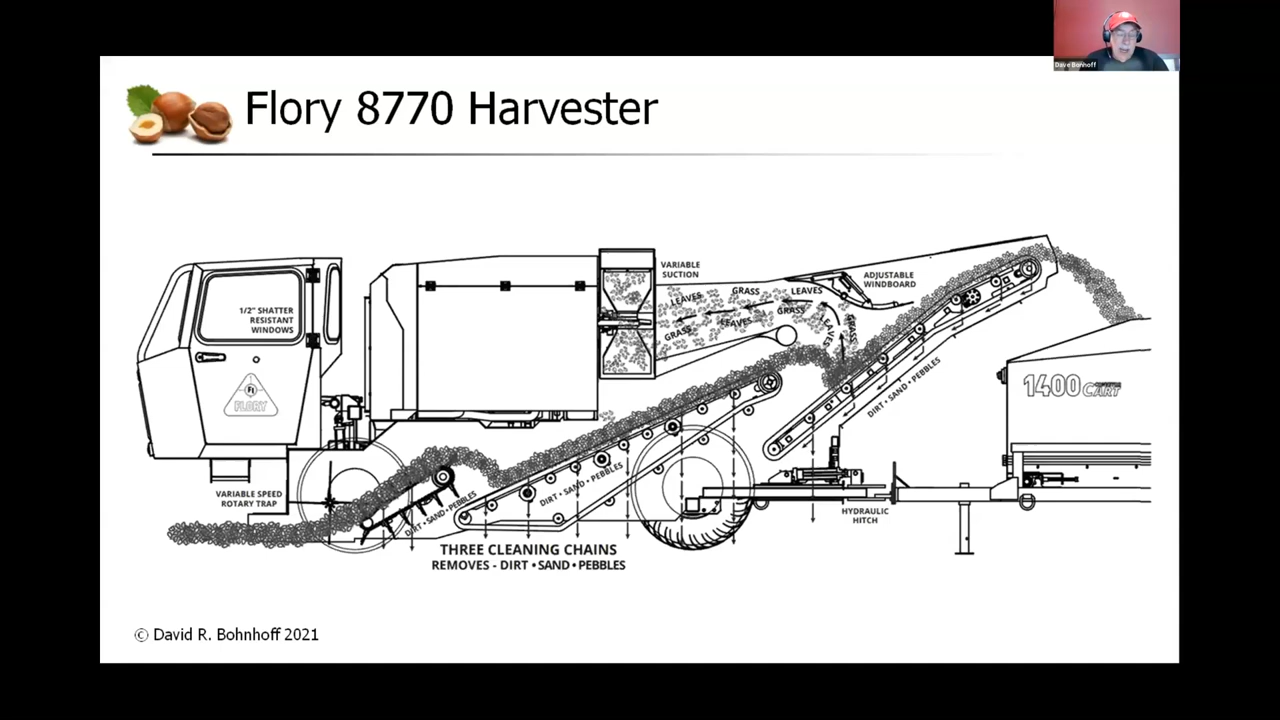 Dave Bohnhoff
Flory 8770 Harvester
VARIABLE
SUCTION
ADJUSTABLE
WINDBOARD
LEAVES
GRASS
LEAVES
GRASS
LEAVES
GRASS
LEAVES
GRASS
1/2" SHATTER
RESISTANT
WINDOWS
FI
FLORY
1400 CART
DIRT • SAND • PEBBLES
DIRT • SAND • PEBBLES
DIRT • SAND • PEBBLES
VARIABLE SPEED
ROTARY TRAP
HYDRAULIC
HITCH
THREE CLEANING CHAINS
REMOVES - DIRT • SAND • PEBBLES
© David R. Bohnhoff 2021